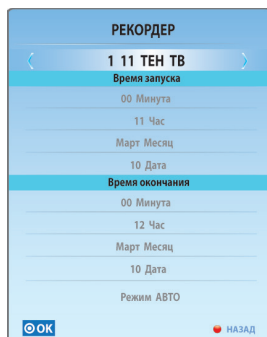 РЕКОРДЕР
1 11 ТЕН ТВ
Время запуска
00 Минута
11 Час
Март Месяц
10 Дата
Время окончания
00 Минута
12 Час
Март Месяц
10 Дата
Режим АВТО
OK НАЗАД